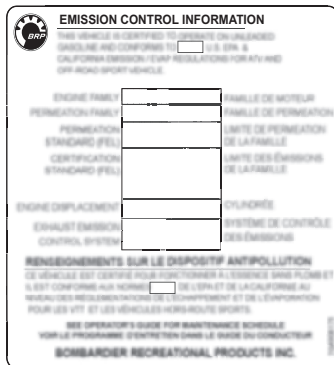 BRP
EMISSION CONTROL INFORMATION
THIS VEHICLE IS CERTIFIED TO OPERATE ON UNLEADED
GASOLINE AND CONFORMS TO U.S. EPA &
CALIFORNIA EMISSION / EVAP REGULATIONS FOR ATV AND
OFF-ROAD SPORT VEHICLE.
ENGINE FAMILY FAMILLE DE MOTEUR
PERMEATION FAMILY FAMILLE DE PERMEATION
PERMEATION LIMITE DE PERMEATION
STANDARD (FEL) DE LA FAMILLE
CERTIFICATION LIMITE DES ÉMISSIONS
STANDARD (FEL) DE LA FAMILLE
ENGINE DISPLACEMENT CYLINDRÉE
EXHAUST EMISSION SYSTÈME DE CONTRÔLE
CONTROL SYSTEM DES ÉMISSIONS
RENSEIGNEMENTS SUR LE DISPOSITIF ANTIPOLLUTION
CE VÉHICULE EST CERTIFIÉ POUR FONCTIONNER À L'ESSENCE SANS PLOMB ET
IL EST CONFORME AUX NORMES DE L'EPA ET DE LA CALIFORNIE AU
NIVEAU DES RÉGLEMENTATIONS DE L'ÉCHAPPEMENT ET DE L'ÉVAPORATION
POUR LES VTT ET LES VÉHICULES HORS-ROUTE SPORTS.
SEE OPERATOR'S GUIDE FOR MAINTENANCE SCHEDULE
VOIR LE PROGRAMME D'ENTRETIEN DANS LE GUIDE DU CONDUCTEUR
BOMBARDIER RECREATIONAL PRODUCTS INC.